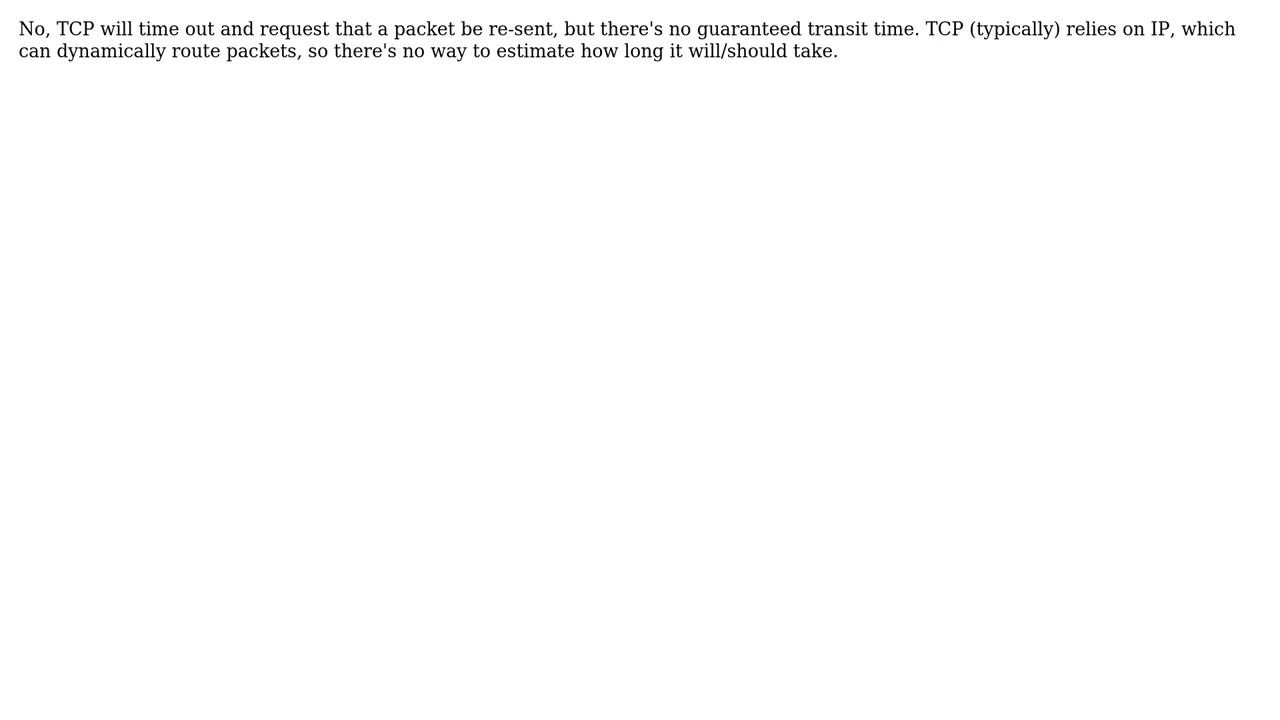 No, TCP will time out and request that a packet be re-sent, but there's no guaranteed transit time. TCP (typically) relies on IP, which
can dynamically route packets, so there's no way to estimate how long it will/should take.